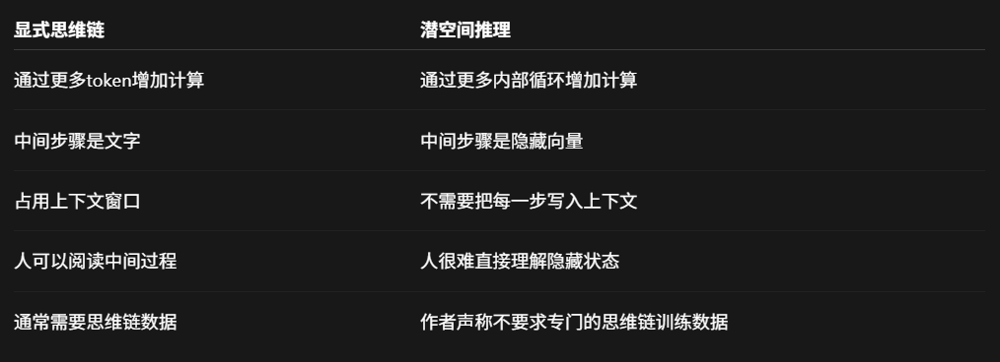 显式思维链 潜空间推理
通过更多token增加计算 通过更多内部循环增加计算
中间步骤是文字 中间步骤是隐藏向量
占用上下文窗口 不需要把每一步写入上下文
人可以阅读中间过程 人很难直接理解隐藏状态
通常需要思维链数据 作者声称不要求专门的思维链训练数据